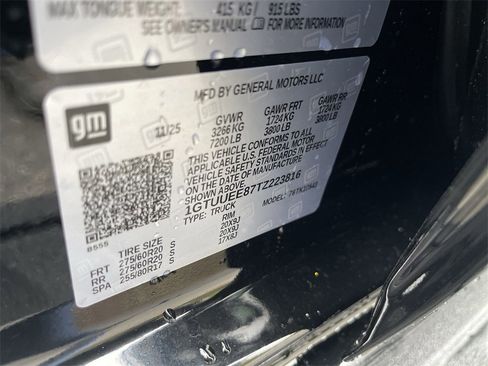 MAX TONGUE WEIGHT: 415 KG / 915 LBS
SEE OWNER'S MANUAL FOR MORE INFORMATION
gm
MFD BY GENERAL MOTORS LLC
11/25 GVWR GAWR FRT GAWR RR
3266 KG 1724 KG 1724 KG
7200 LB 3800 LB 3800 LB
THIS VEHICLE CONFORMS TO ALL
APPLICABLE U.S. FEDERAL MOTOR
VEHICLE SAFETY STANDARDS IN
EFFECT ON THE DATE OF MANUFACTURE
SHOWN ABOVE.
1GTUUEE87TZ223816
TYPE: TRUCK MODEL:
TIRE SIZE RIM
FRT 275/60R20 S 20X9J
RR 275/60R20 S 20X9J
SPA 255/80R17 S 17X8J